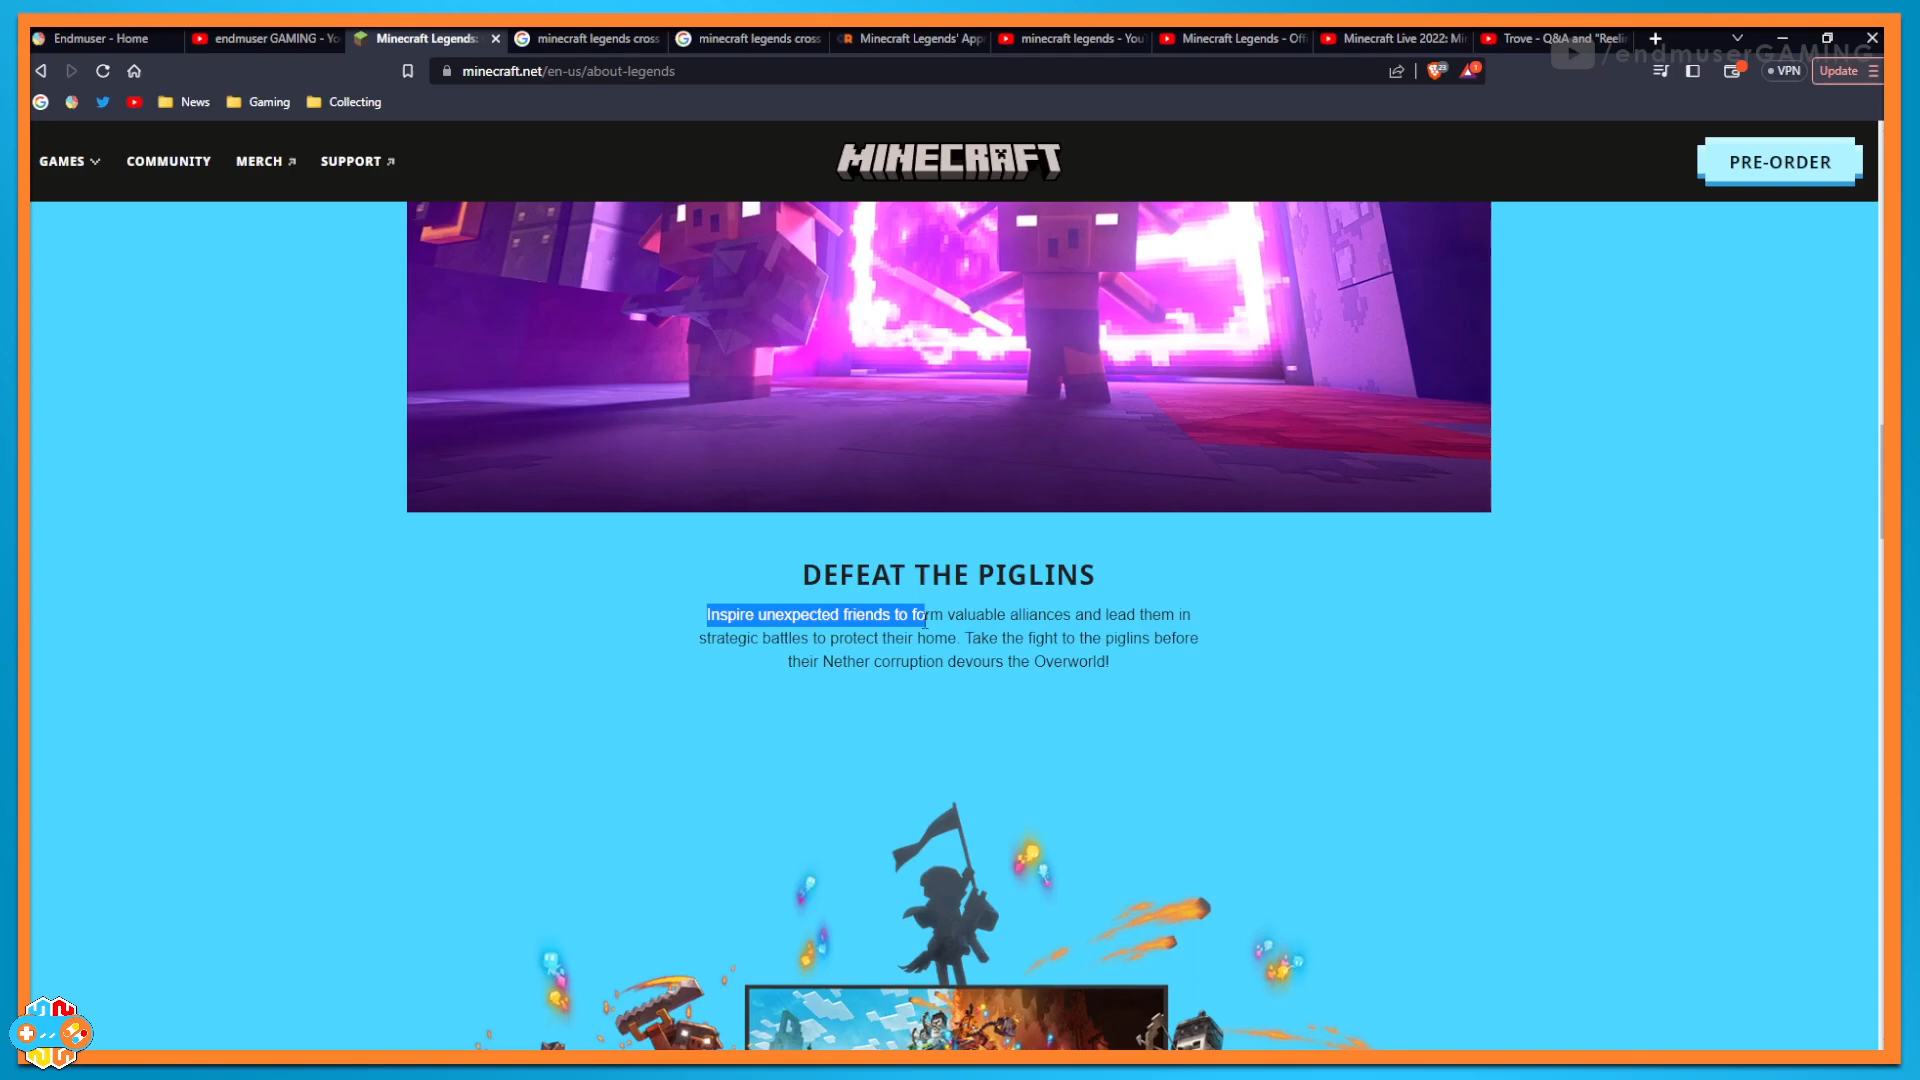 Endmuser - Home
endmuser GAMING - Yo
Minecraft Legends:
minecraft legends cross
minecraft legends cross
Minecraft Legends' App
minecraft legends - You
Minecraft Legends - Offi
Minecraft Live 2022: Mi
Trove - Q&A and "Reelin
/endmuserGAMING
minecraft.net/en-us/about-legends
23
1
VPN
Update
News
Gaming
Collecting
GAMES
COMMUNITY
MERCH
SUPPORT
MINECRAFT
PRE-ORDER
DEFEAT THE PIGLINS
Inspire unexpected friends to form valuable alliances and lead them in
strategic battles to protect their home. Take the fight to the piglins before
their Nether corruption devours the Overworld!